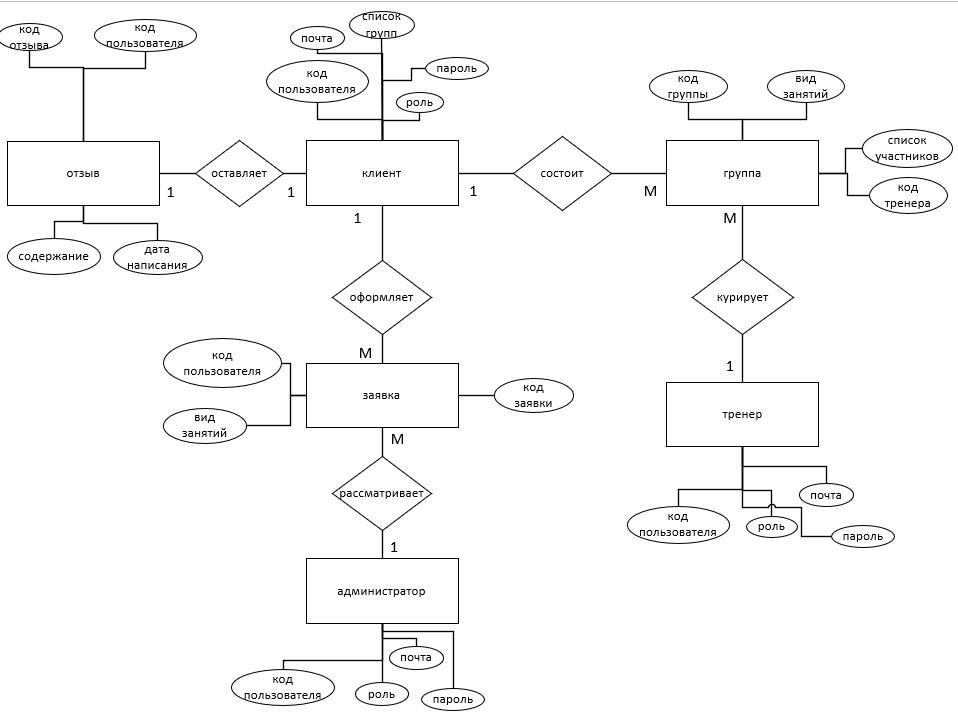 код
отзыва
код
пользователя
почта
список
групп
код
пользователя
пароль
роль
код
группы
вид
занятий
список
участников
код
тренера
отзыв
1
оставляет
1
клиент
1
состоит
М
группа
1
М
содержание
дата
написания
оформляет
курирует
М
1
код
пользователя
вид
занятий
заявка
код
заявки
тренер
М
рассматривает
1
код
пользователя
роль
почта
пароль
администратор
код
пользователя
почта
роль
пароль